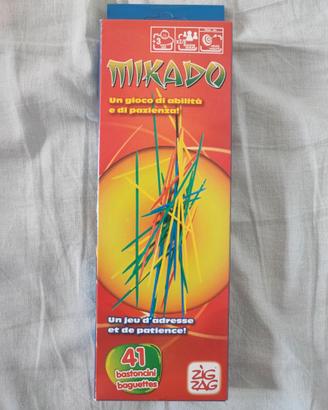 MIKADO
Un gioco di abilità
e di pazienza!
Un jeu d'adresse
et de patience!
41
bastoncini
baguettes
ZIG
ZAG